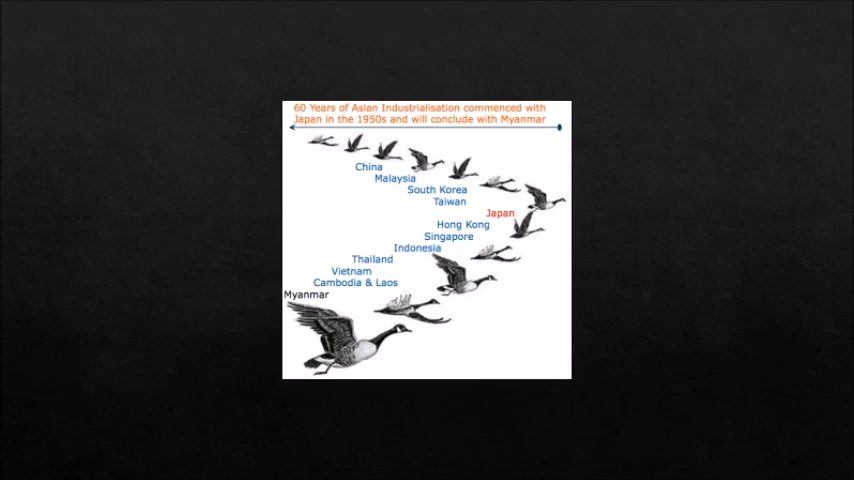 60 Years of Asian Industrialisation commenced with
Japan in the 1950s and will conclude with Myanmar
China
Malaysia
South Korea
Taiwan
Japan
Hong Kong
Singapore
Indonesia
Thailand
Vietnam
Cambodia & Laos
Myanmar